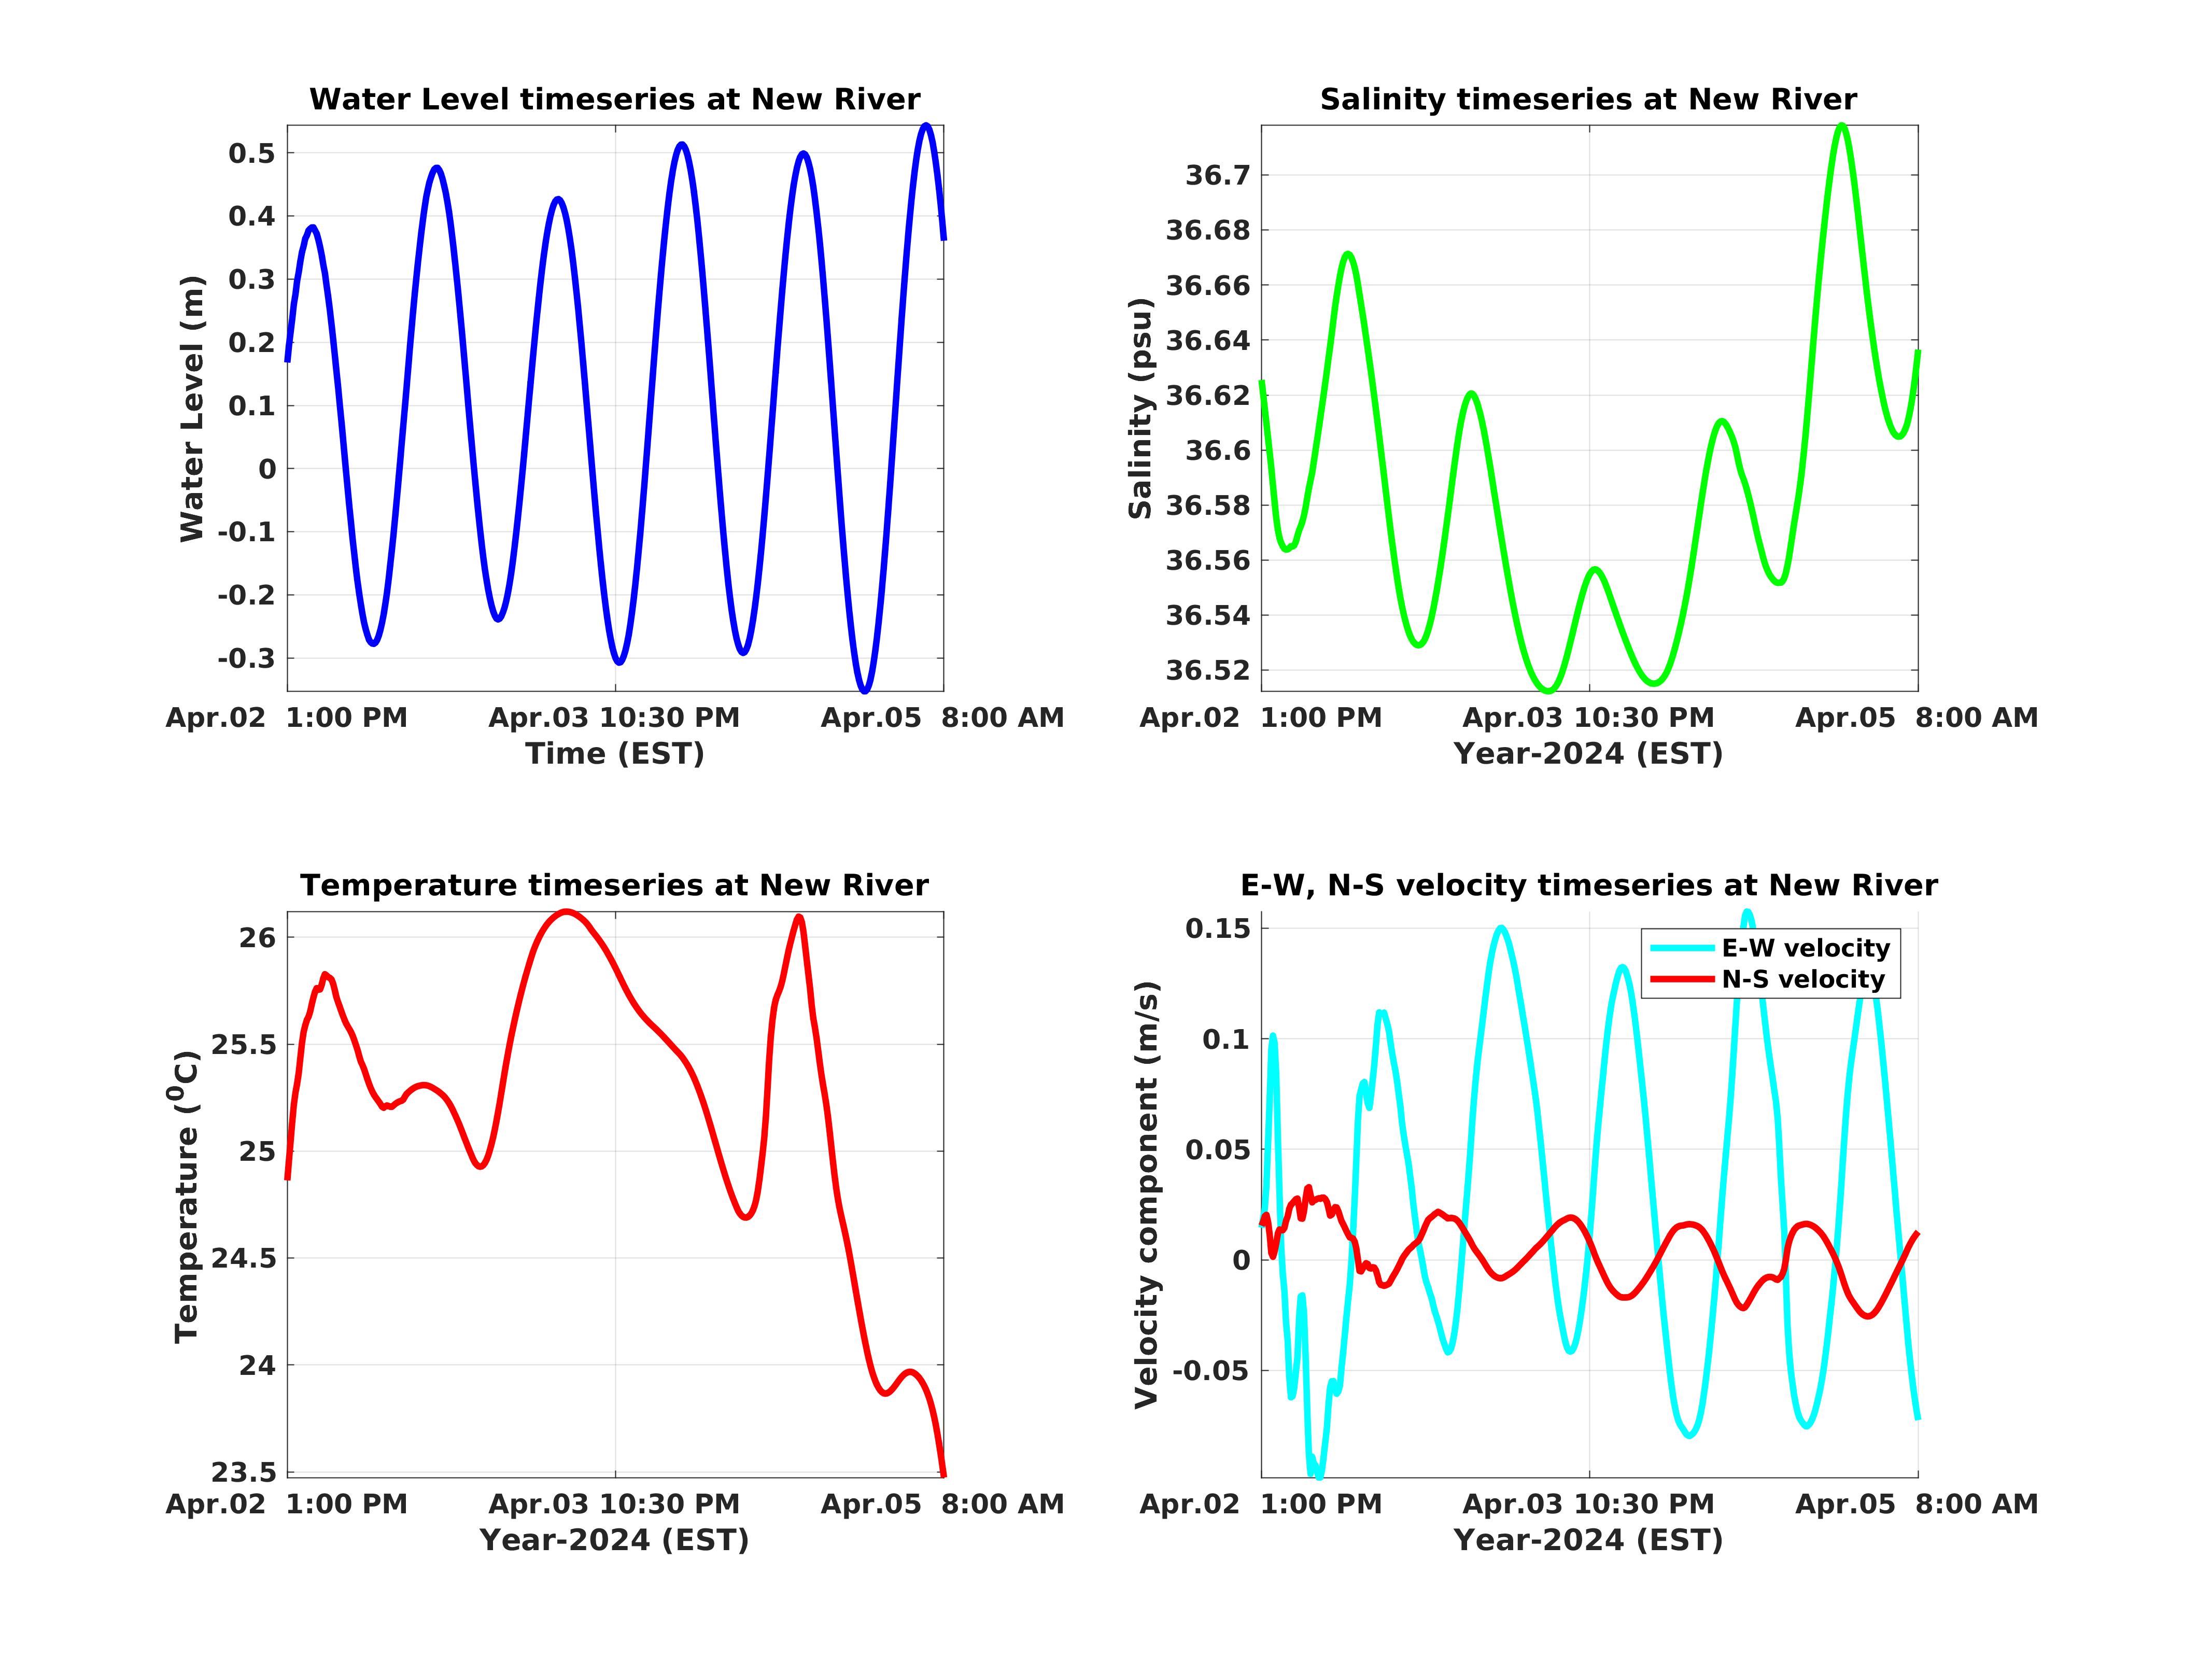 Water Level timeseries at New River
0.5
0.4
0.3
0.2
0.1
0
-0.1
-0.2
-0.3
Water Level (m)
Apr.02 1:00 PM Apr.03 10:30 PM Apr.05 8:00 AM
Time (EST)
Salinity timeseries at New River
36.7
36.68
36.66
36.64
36.62
36.6
36.58
36.56
36.54
36.52
Salinity (psu)
Apr.02 1:00 PM Apr.03 10:30 PM Apr.05 8:00 AM
Year-2024 (EST)
Temperature timeseries at New River
26
25.5
25
24.5
24
23.5
Temperature (⁰C)
Apr.02 1:00 PM Apr.03 10:30 PM Apr.05 8:00 AM
Year-2024 (EST)
E-W, N-S velocity timeseries at New River
E-W velocity
N-S velocity
0.15
0.1
0.05
0
-0.05
Velocity component (m/s)
Apr.02 1:00 PM Apr.03 10:30 PM Apr.05 8:00 AM
Year-2024 (EST)